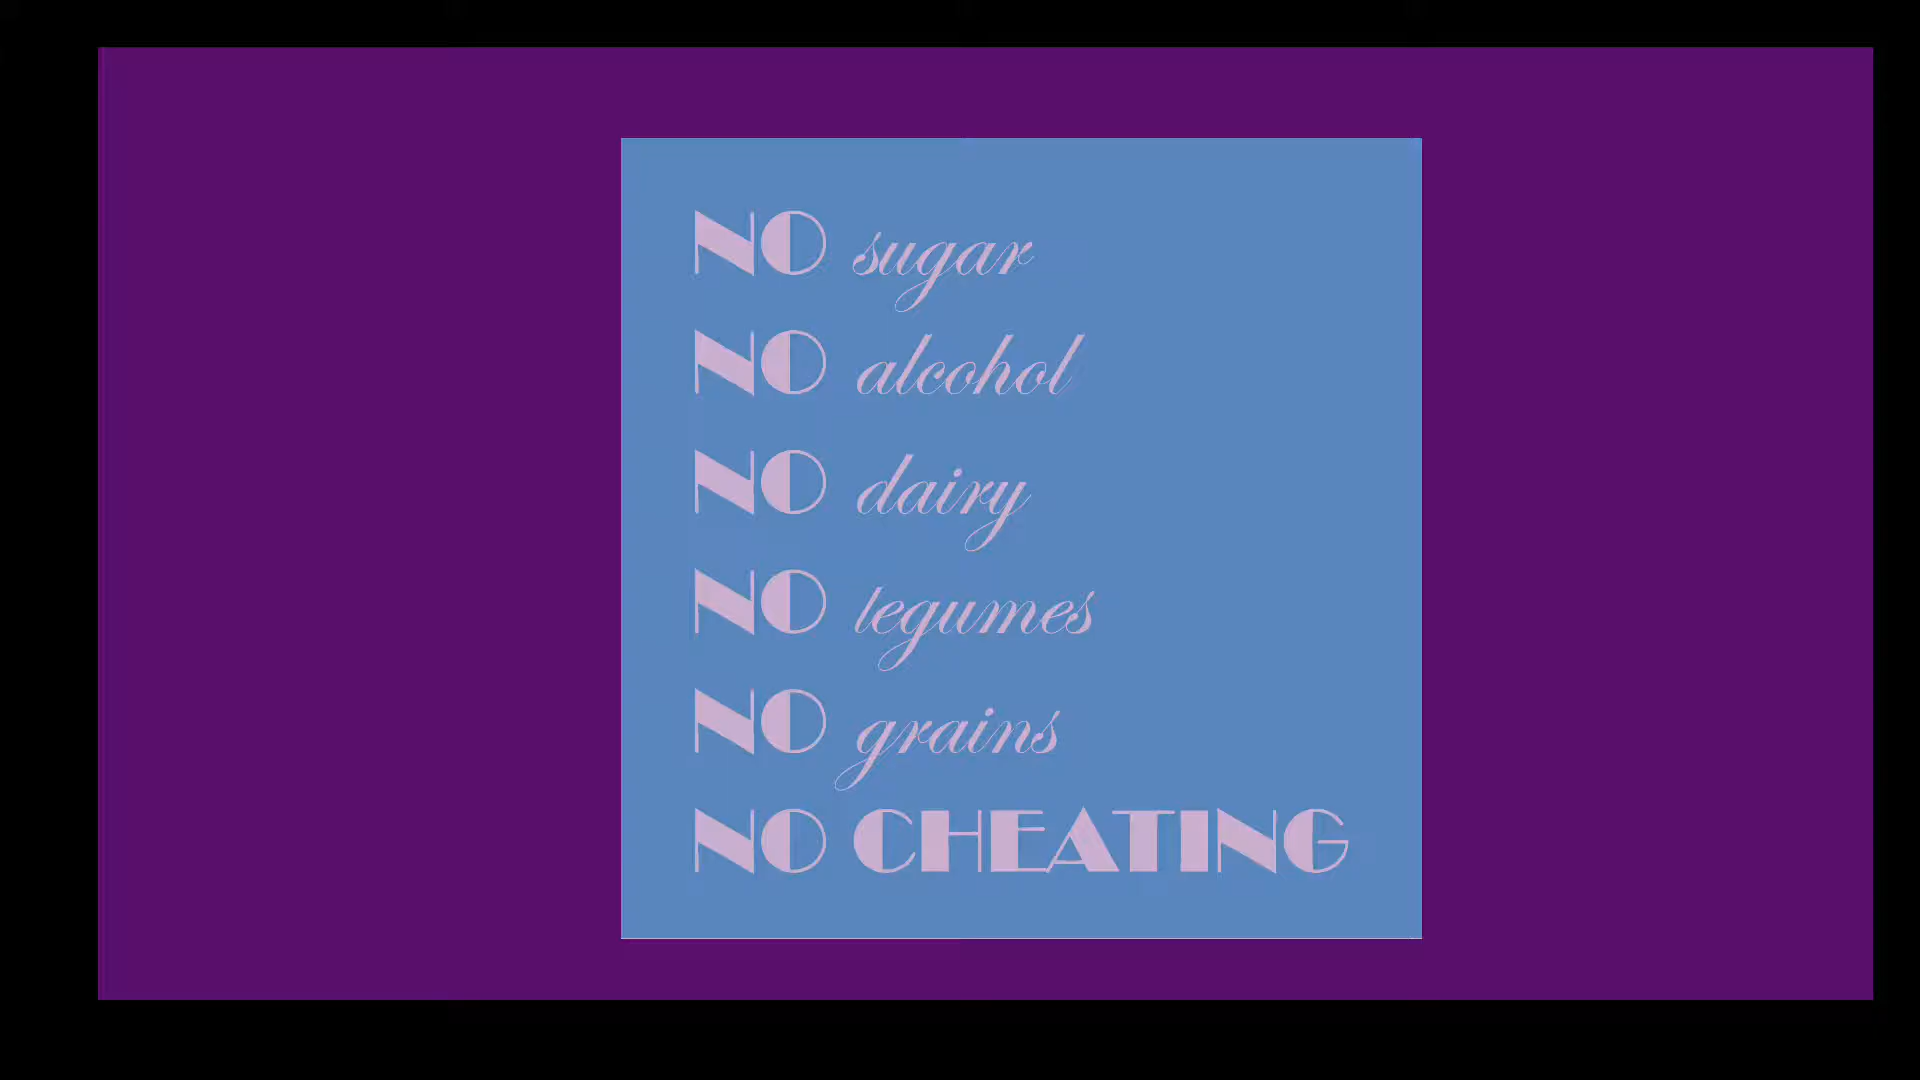 NO sugar
NO alcohol
NO dairy
NO legumes
NO grains
NO CHEATING